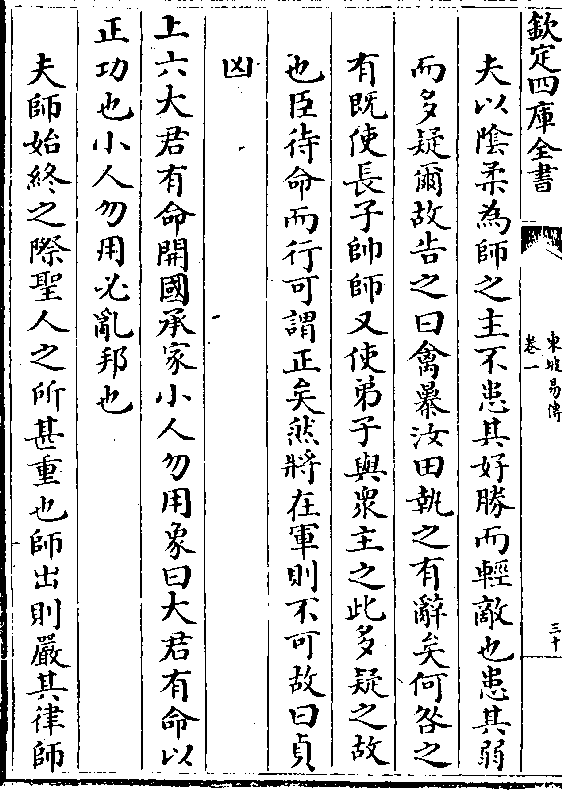 欽定四庫全書
東坡易傳
卷一
三十
夫以陰柔為師之主不患其好勝而輕敵也患其弱
而多疑爾故告之曰禽暴汝田執之有辭矣何咎之
有既使長子帥師又使弟子與衆主之此多疑之故
也臣待命而行可謂正矣然將在軍則不可故曰貞
凶
上六大君有命開國承家小人勿用象曰大君有命以
正功也小人勿用必亂邦也
夫師始終之際聖人之所甚重也師出則嚴其律師